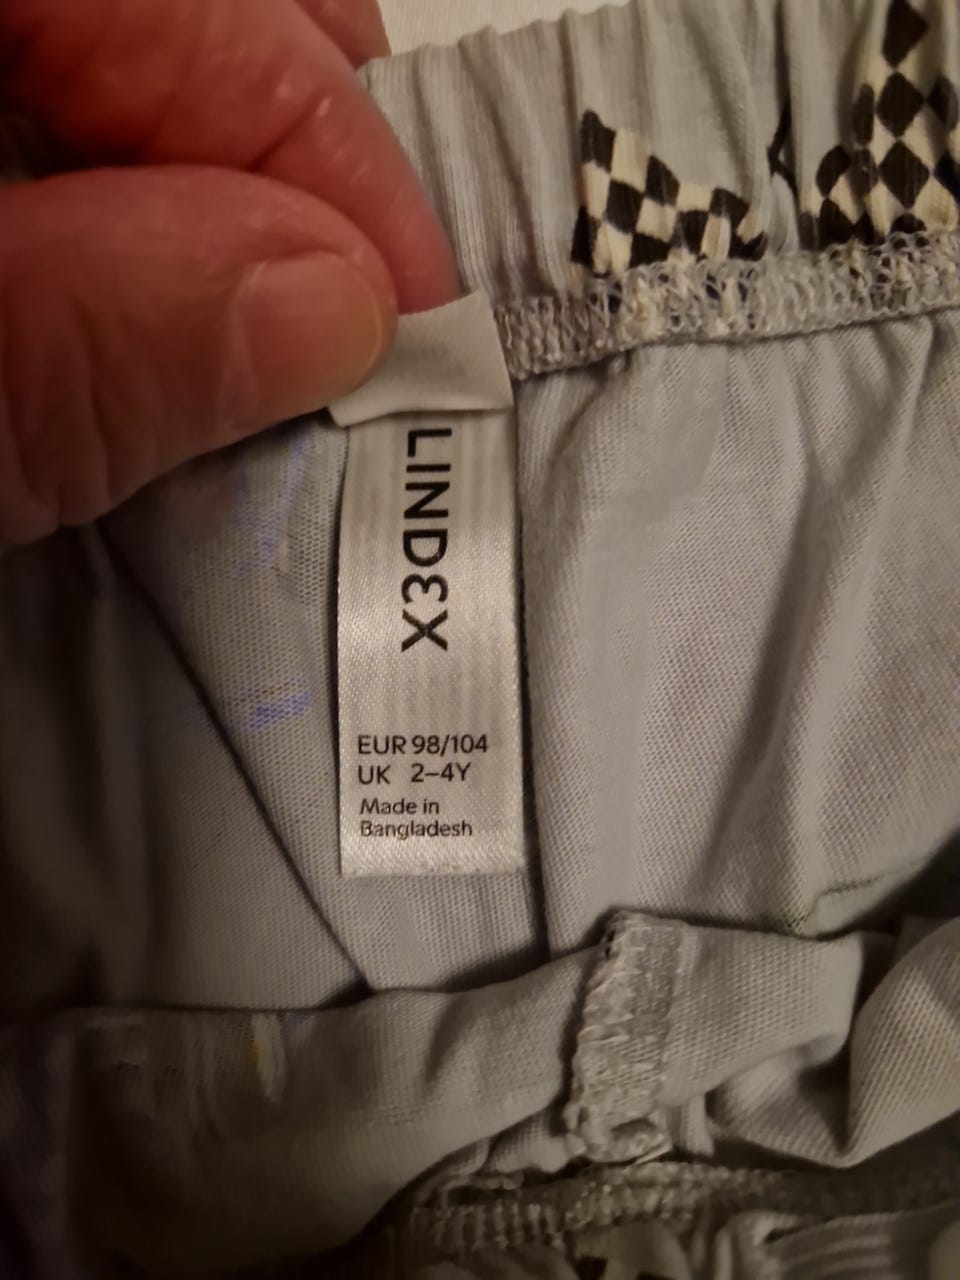 LINDEX
EUR 98/104
UK 2–4Y
Made in
Bangladesh